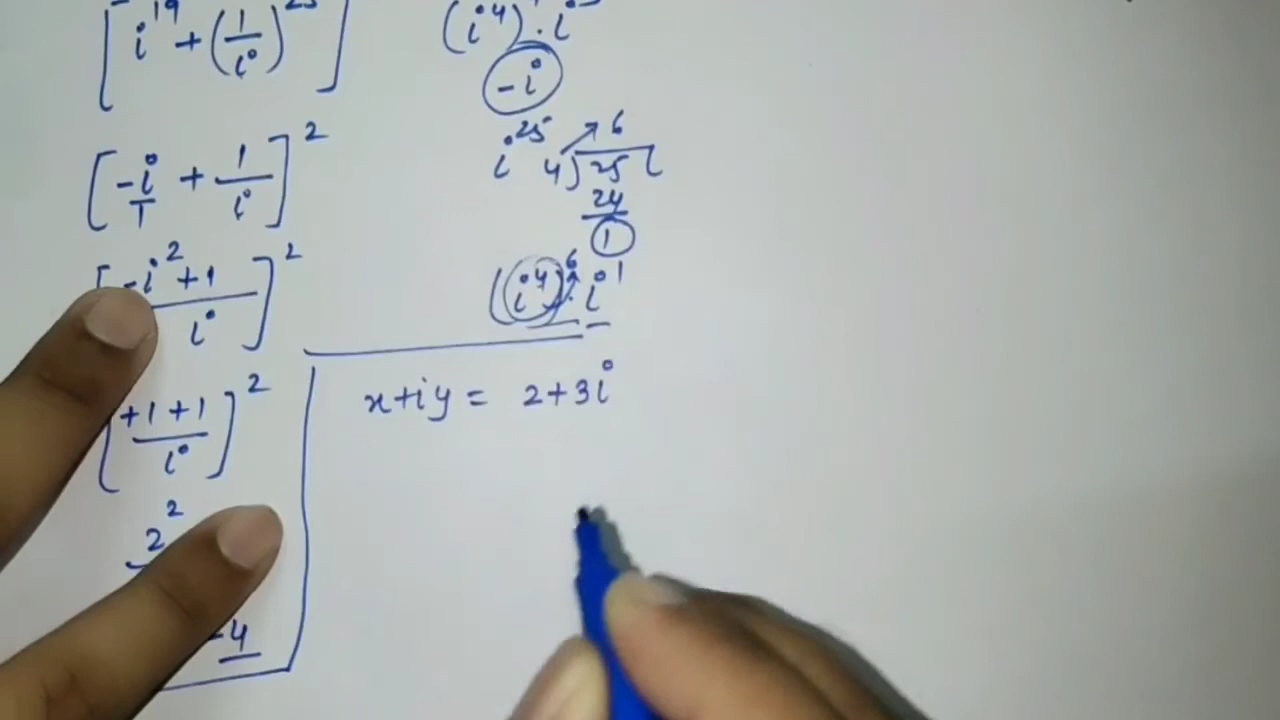 [i^19 + (1/i)^25]
[-i/1 + 1/i]^2
[-i^2+1/i]^2
[+1+1/i]^2
2^2
-4
(i^4) . i
-i
i^25 4)25( 6
24
1
(i^4)^6 . i^1
x+iy = 2+3i